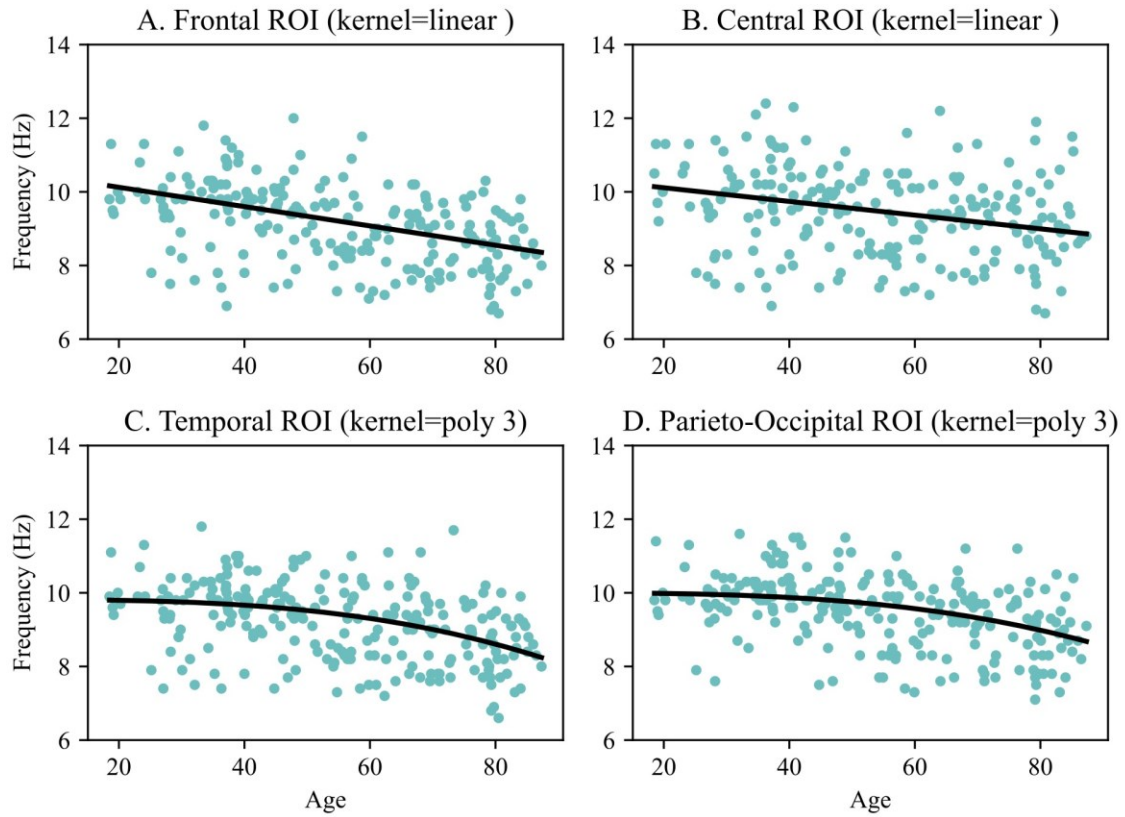 A. Frontal ROI (kernel=linear )
14
12
10
8
6
Frequency (Hz)
20 40 60 80
B. Central ROI (kernel=linear )
14
12
10
8
6
20 40 60 80
C. Temporal ROI (kernel=poly 3)
14
12
10
8
6
Frequency (Hz)
20 40 60 80
Age
D. Parieto-Occipital ROI (kernel=poly 3)
14
12
10
8
6
20 40 60 80
Age